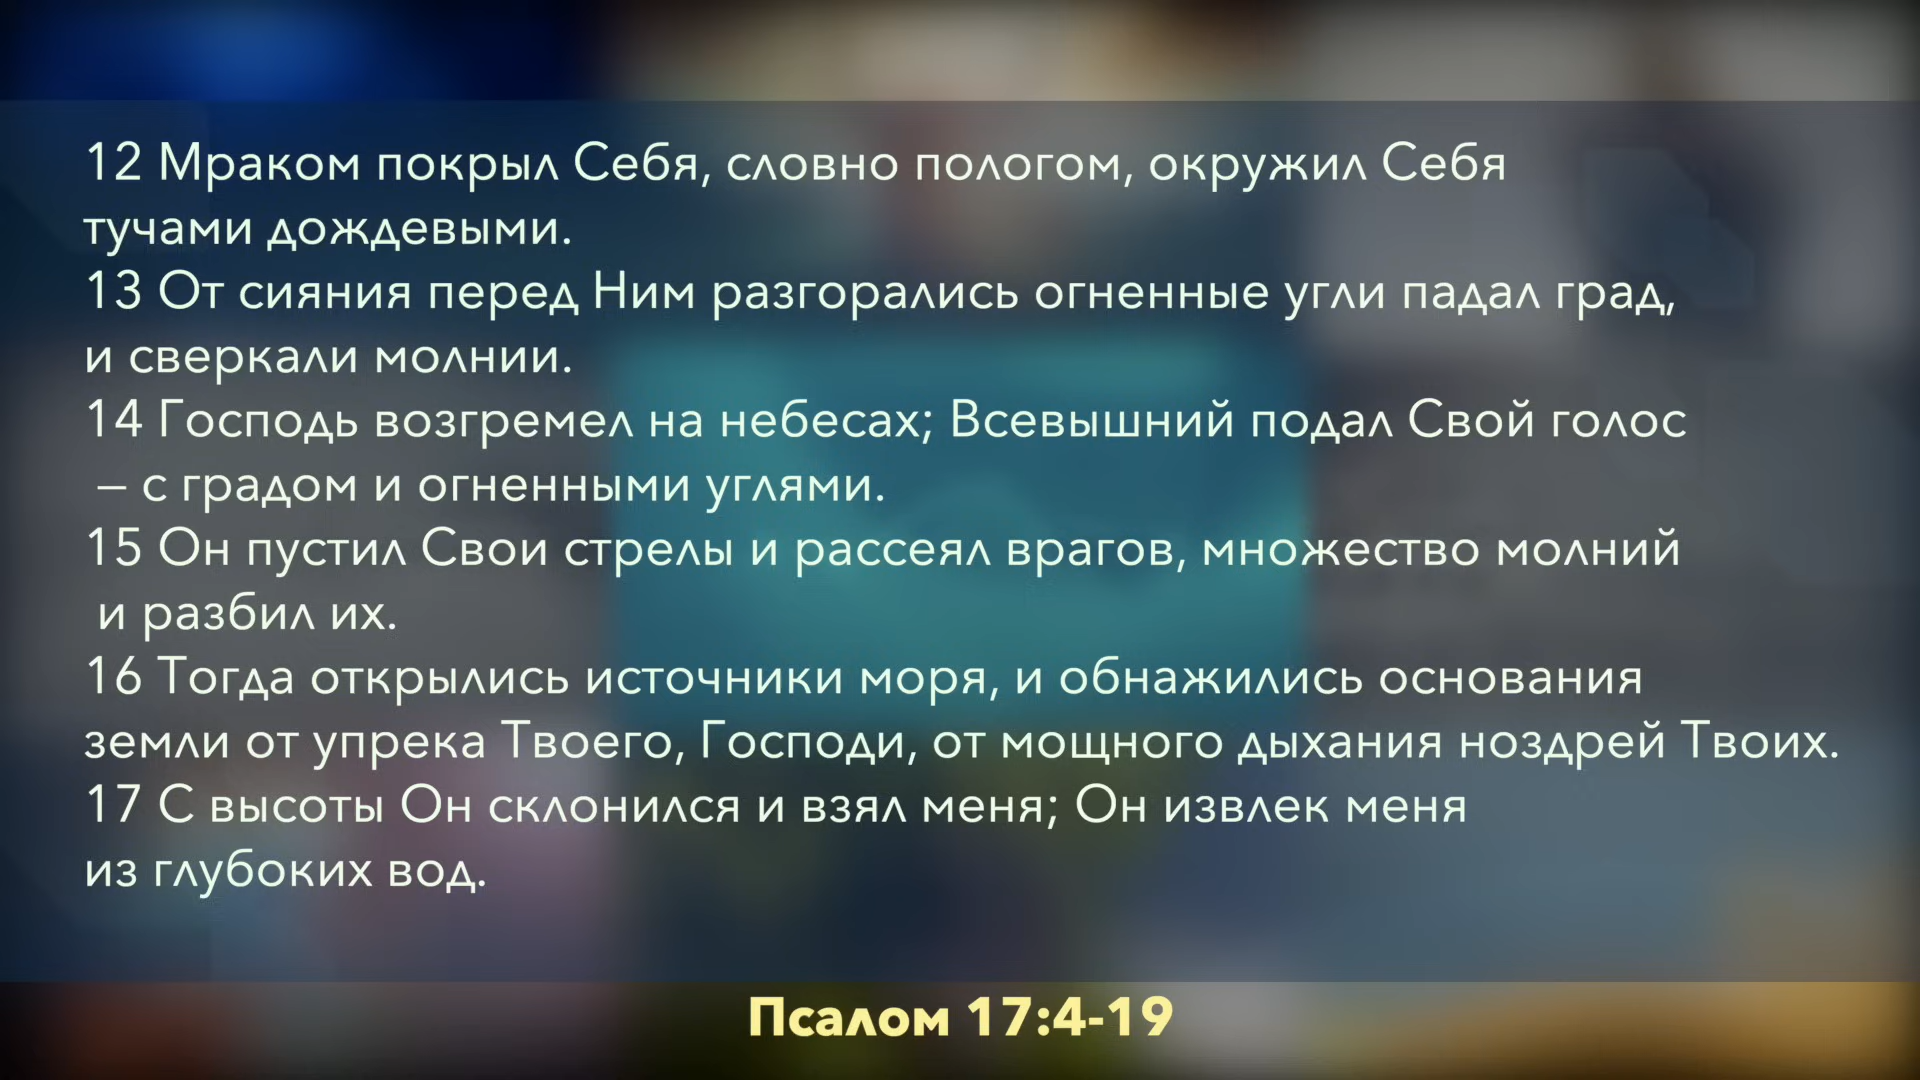 12 Мраком покрыл Себя, словно пологом, окружил Себя
тучами дождевыми.
13 От сияния перед Ним разгорались огненные угли падал град,
и сверкали молнии.
14 Господь возгремел на небесах; Всевышний подал Свой голос
— с градом и огненными углями.
15 Он пустил Свои стрелы и рассеял врагов, множество молний
и разбил их.
16 Тогда открылись источники моря, и обнажились основания
земли от упрека Твоего, Господи, от мощного дыхания ноздрей Твоих.
17 С высоты Он склонился и взял меня; Он извлек меня
из глубоких вод.
Псалом 17:4-19